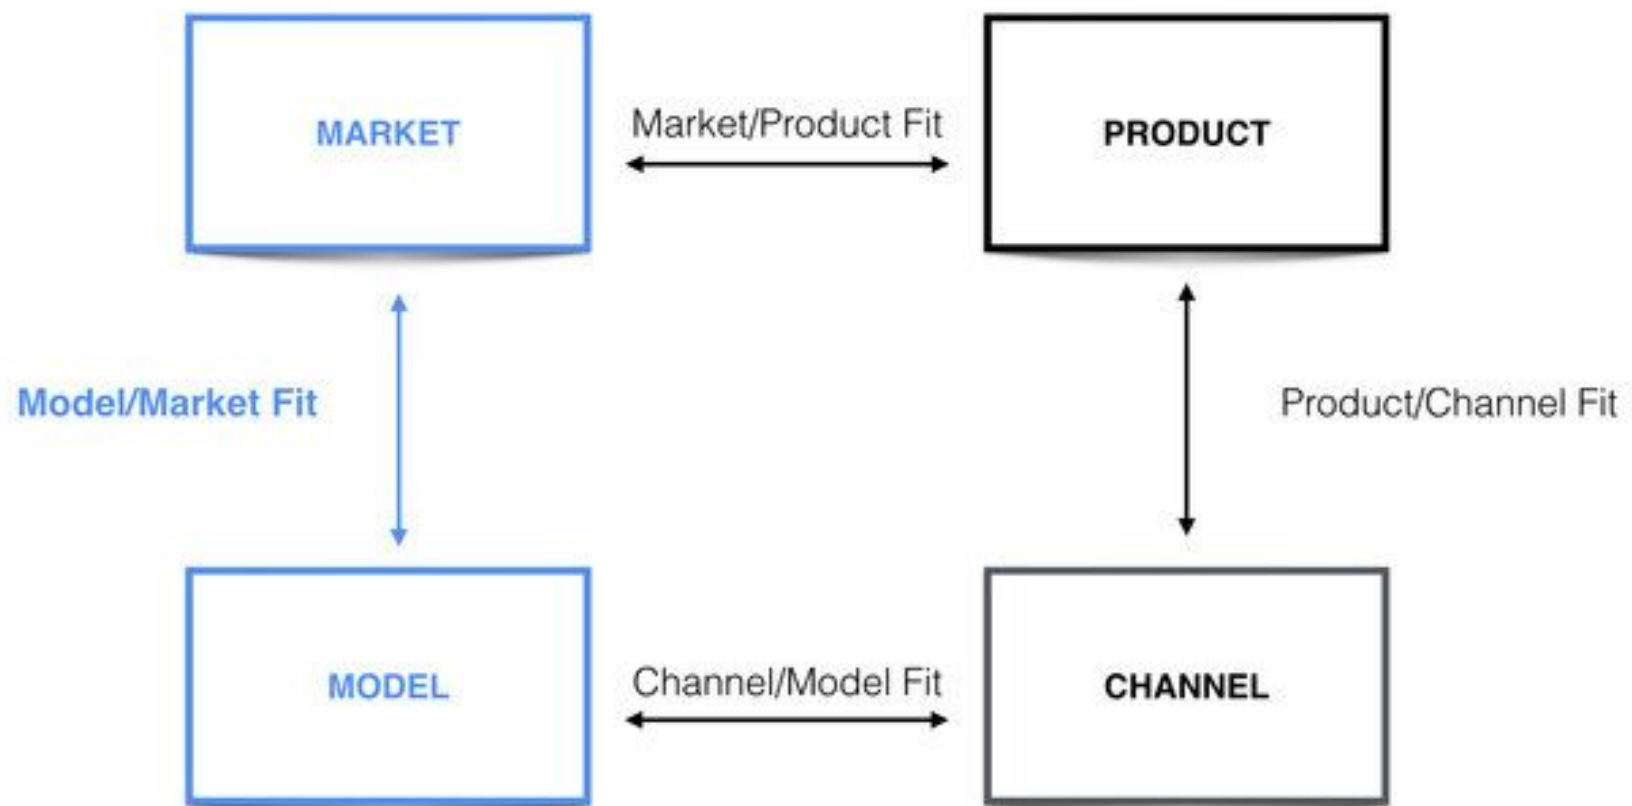 MARKET
Market/Product Fit
PRODUCT
Model/Market Fit
Product/Channel Fit
MODEL
Channel/Model Fit
CHANNEL